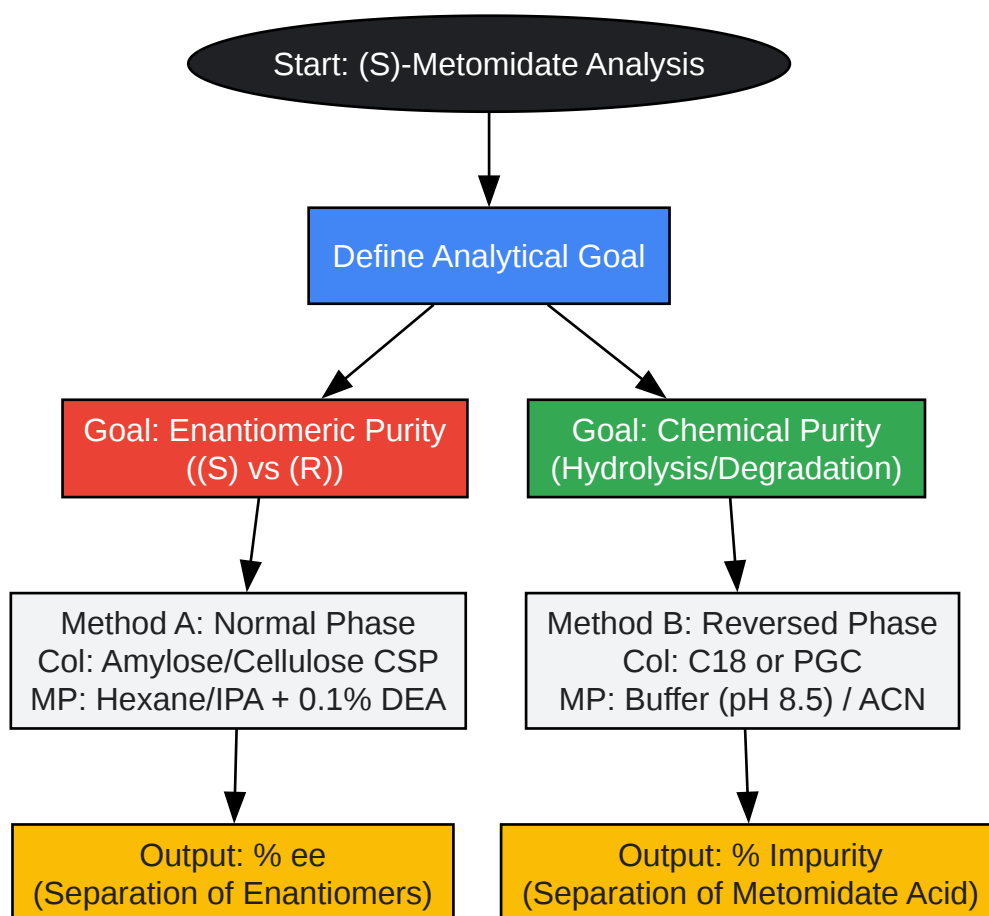 Start: (S)-Metomidate Analysis
Define Analytical Goal
Goal: Enantiomeric Purity
((S) vs (R))
Goal: Chemical Purity
(Hydrolysis/Degradation)
Method A: Normal Phase
Col: Amylose/Cellulose CSP
MP: Hexane/IPA + 0.1% DEA
Method B: Reversed Phase
Col: C18 or PGC
MP: Buffer (pH 8.5) / ACN
Output: % ee
(Separation of Enantiomers)
Output: % Impurity
(Separation of Metomidate Acid)